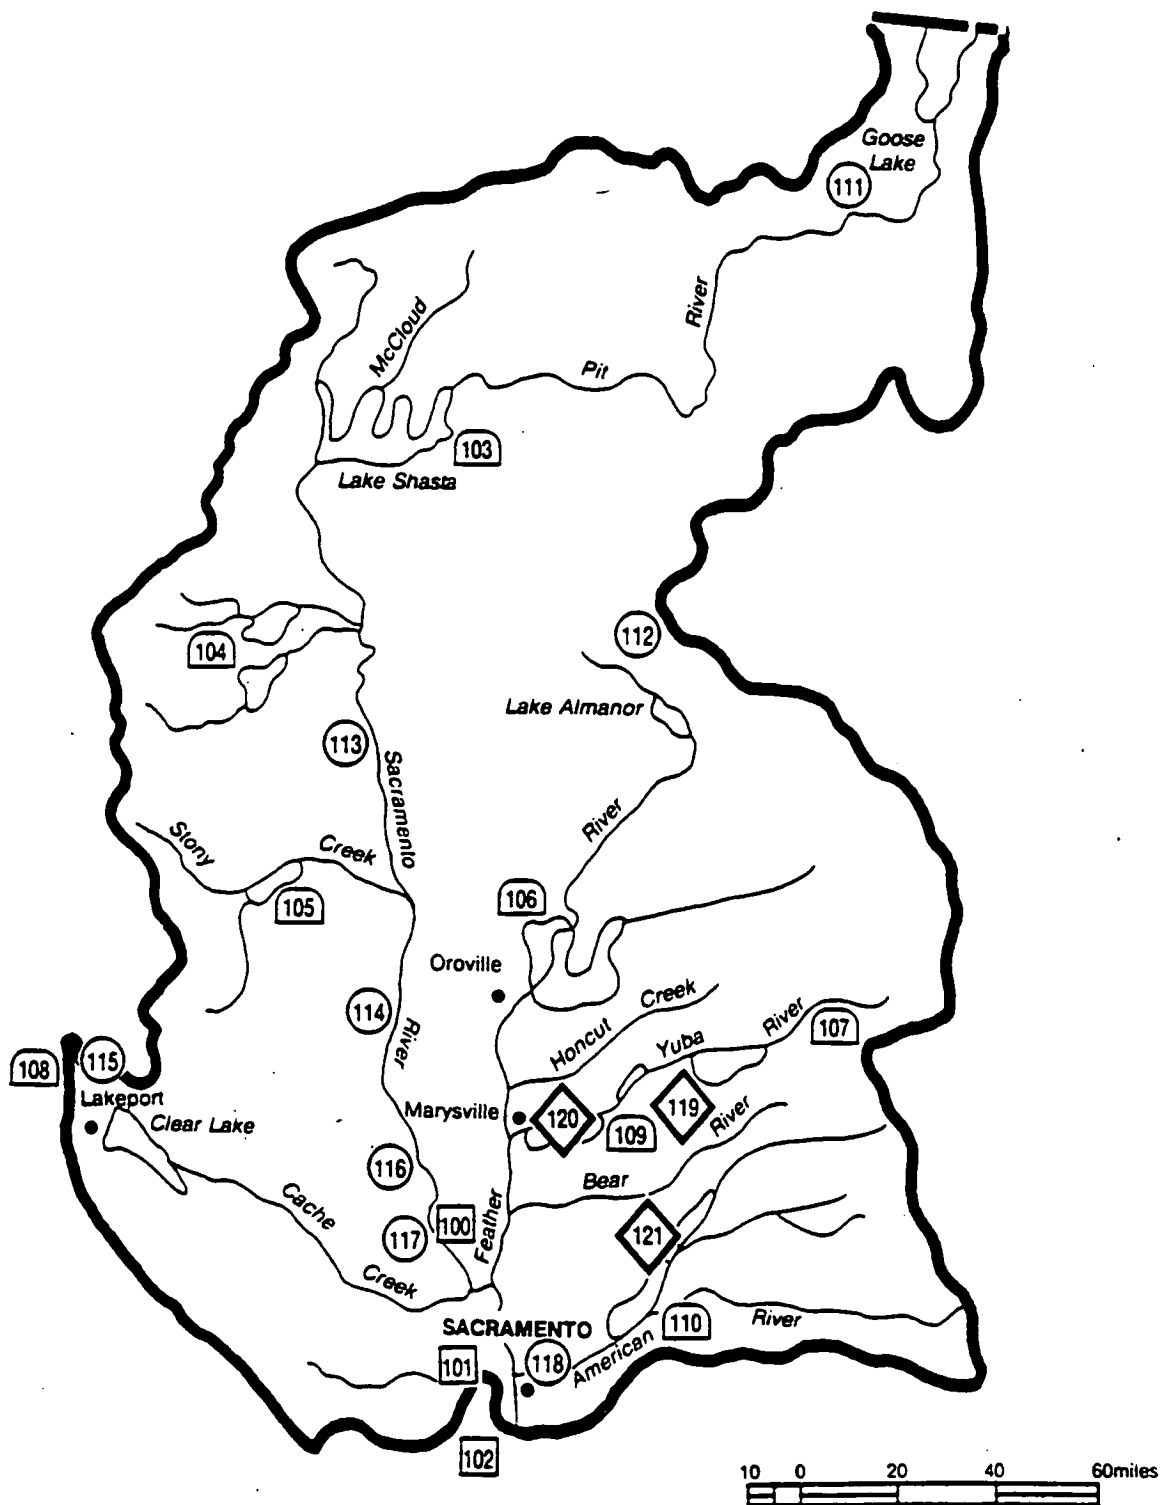 Goose
Lake
111
McCloud
River
Pit
103
Lake Shasta
104
112
Lake Almanor
113
Sacramento
River
Stony
Creek
105
106
Oroville
114
River
Honcut
Creek
Yuba
River
107
108
115
Lakeport
Clear Lake
Marysville
120
109
119
River
116
Bear
Cache
117
100
Feather
121
Creek
SACRAMENTO
110
River
101
118
American
102
10 0 20 40 60miles